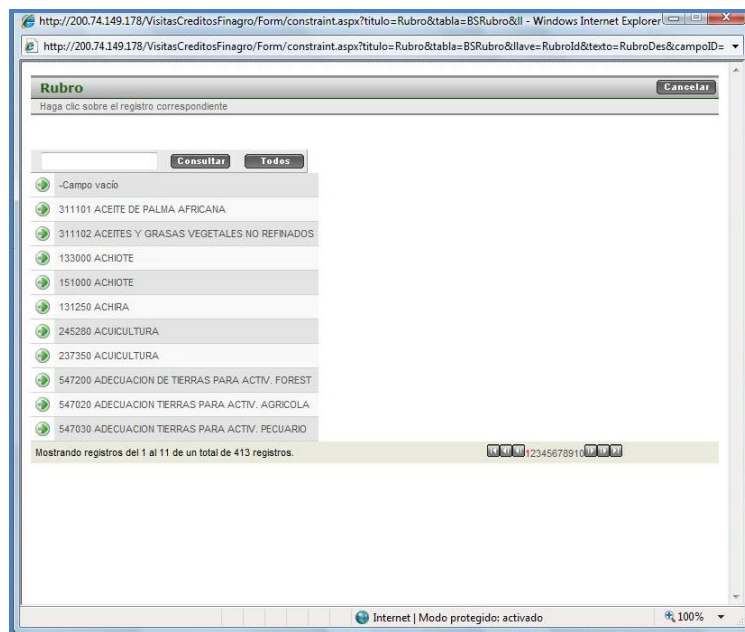 http://200.74.149.178/VisitasCreditosFinagro/Form/constraint.aspx?titulo=Rubro&tabla=BSRubro&ll - Windows Internet Explorer
http://200.74.149.178/VisitasCreditosFinagro/Form/constraint.aspx?titulo=Rubro&tabla=BSRubro&llave=RubroId&texto=RubroDes&campoID=
Rubro
Cancelar
Haga clic sobre el registro correspondiente
Consultar Todos
-Campo vacío
311101 ACEITE DE PALMA AFRICANA
311102 ACEITES Y GRASAS VEGETALES NO REFINADOS
133000 ACHIOTE
151000 ACHIOTE
131250 ACHIRA
245280 ACUICULTURA
237350 ACUICULTURA
547200 ADECUACION DE TIERRAS PARA ACTIV. FOREST
547020 ADECUACION TIERRAS PARA ACTIV. AGRICOLA
547030 ADECUACION TIERRAS PARA ACTIV. PECUARIO
Mostrando registros del 1 al 11 de un total de 413 registros.
12345678910
Internet | Modo protegido: activado
100%